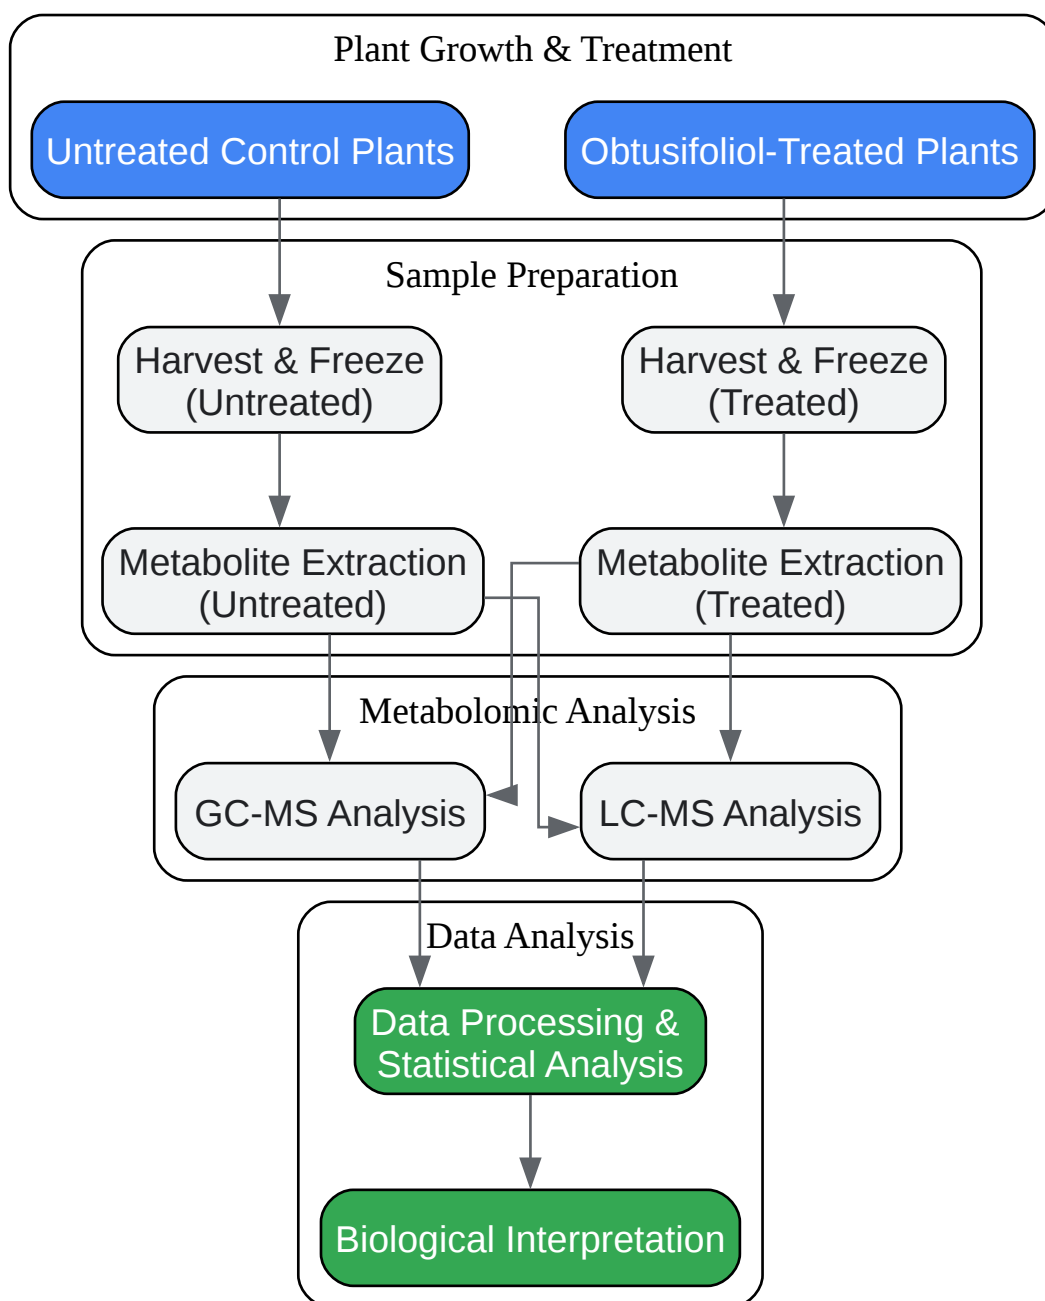 Plant Growth & Treatment
Untreated Control Plants
Obtusifoliol-Treated Plants
Sample Preparation
Harvest & Freeze
(Untreated)
Harvest & Freeze
(Treated)
Metabolite Extraction
(Untreated)
Metabolite Extraction
(Treated)
Metabolomic Analysis
GC-MS Analysis
LC-MS Analysis
Data Analysis
Data Processing &
Statistical Analysis
Biological Interpretation